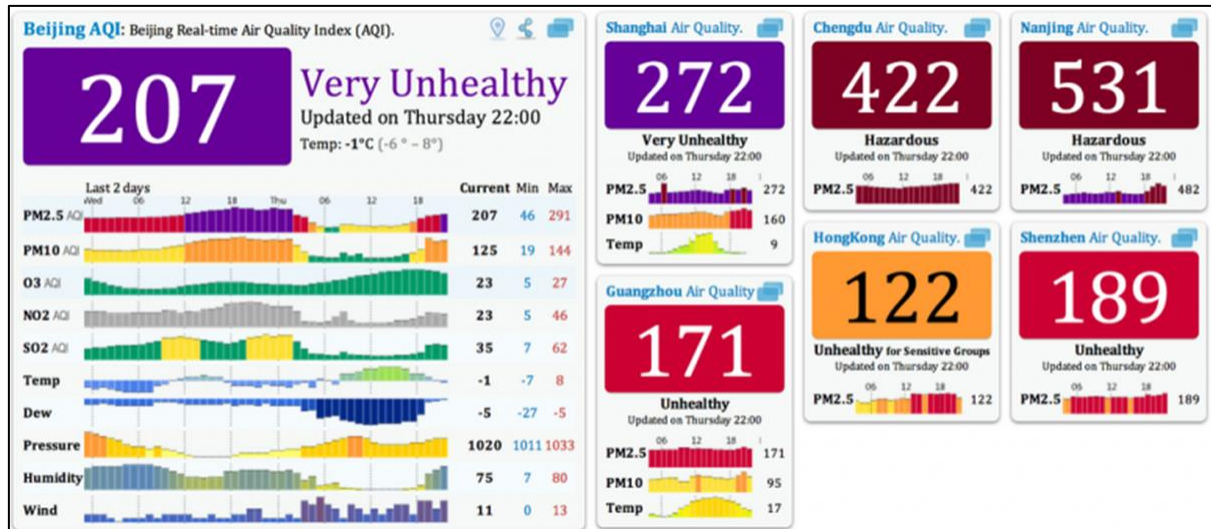 Beijing AQI: Beijing Real-time Air Quality Index (AQI).
207
Very Unhealthy
Updated on Thursday 22:00
Temp: -1°C (-6 ° – 8°)
Last 2 days
Current Min Max
Wed 06 12 18 Thu 06 12 18
PM2.5 AQI 207 46 291
PM10 AQI 125 19 144
O3 AQI 23 5 27
NO2 AQI 23 5 46
SO2 AQI 35 7 62
Temp -1 -7 8
Dew -5 -27 -5
Pressure 1020 1011 1033
Humidity 75 7 80
Wind 11 0 13
Shanghai Air Quality.
272
Very Unhealthy
Updated on Thursday 22:00
06 12 18
PM2.5 272
PM10 160
Temp 9
Chengdu Air Quality.
422
Hazardous
Updated on Thursday 22:00
06 12 18
PM2.5 422
Nanjing Air Quality.
531
Hazardous
Updated on Thursday 22:00
06 12 18
PM2.5 482
Guangzhou Air Quality
171
Unhealthy
Updated on Thursday 22:00
06 12 18
PM2.5 171
PM10 95
Temp 17
HongKong Air Quality.
122
Unhealthy for Sensitive Groups
Updated on Thursday 22:00
06 12 18
PM2.5 122
Shenzhen Air Quality.
189
Unhealthy
Updated on Thursday 22:00
06 12 18
PM2.5 189